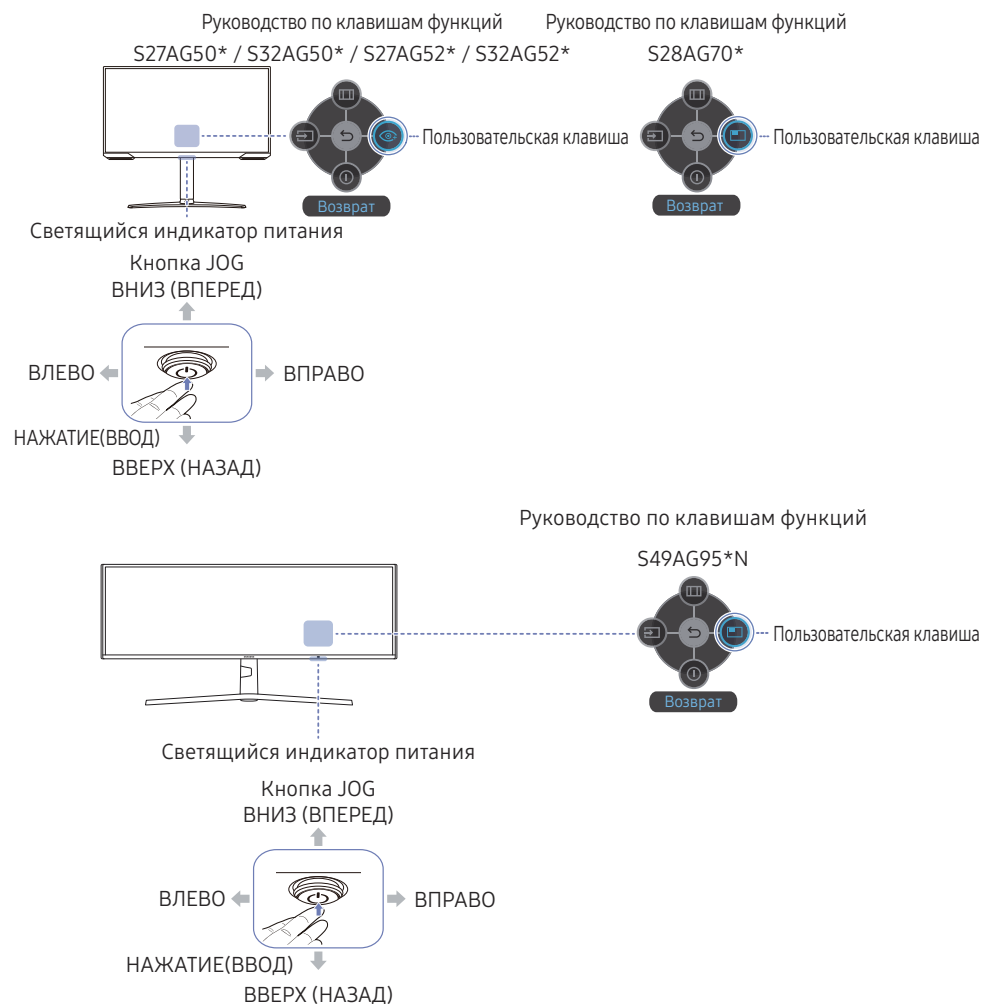 Руководство по клавишам функций
S27AG50* / S32AG50* / S27AG52* / S32AG52*
Пользовательская клавиша
Возврат
Руководство по клавишам функций
S28AG70*
Пользовательская клавиша
Возврат
Светящийся индикатор питания
Кнопка JOG
ВНИЗ (ВПЕРЕД)
ВЛЕВО
ВПРАВО
НАЖАТИЕ(ВВОД)
ВВЕРХ (НАЗАД)
Руководство по клавишам функций
S49AG95*N
Пользовательская клавиша
Возврат
Светящийся индикатор питания
Кнопка JOG
ВНИЗ (ВПЕРЕД)
ВЛЕВО
ВПРАВО
НАЖАТИЕ(ВВОД)
ВВЕРХ (НАЗАД)